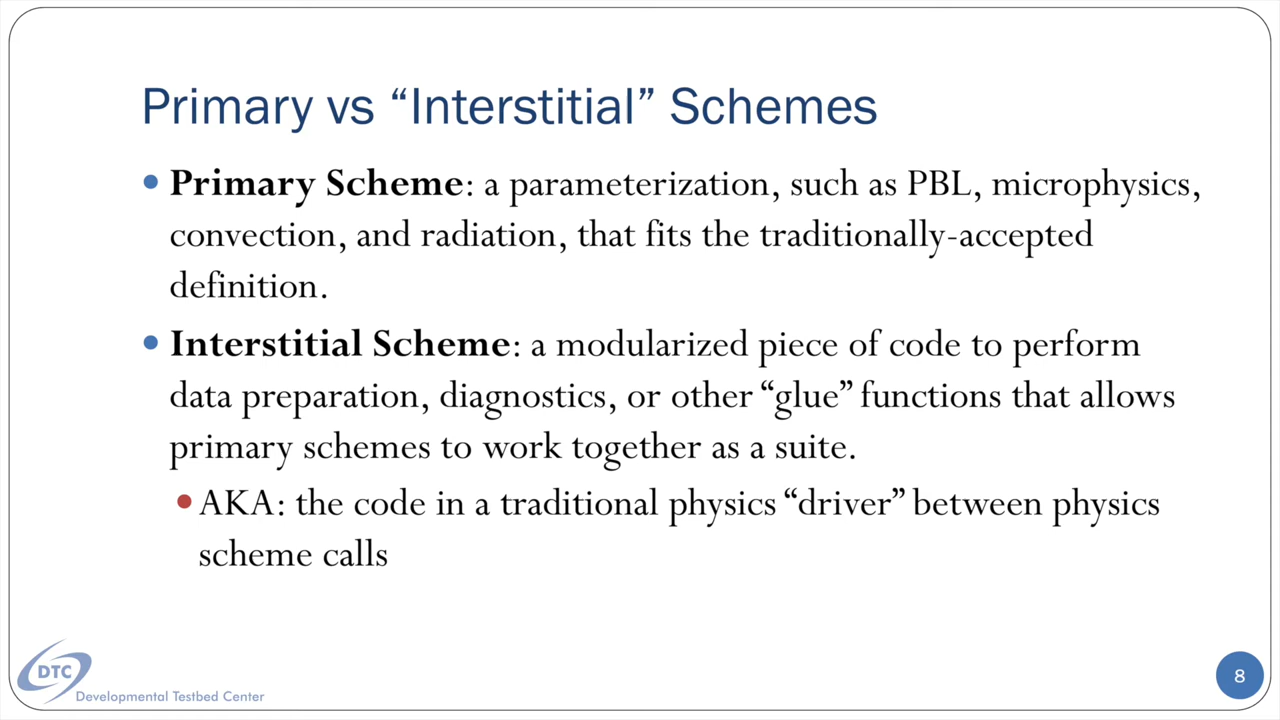 Primary vs “Interstitial” Schemes
• Primary Scheme: a parameterization, such as PBL, microphysics,
convection, and radiation, that fits the traditionally-accepted
definition.
• Interstitial Scheme: a modularized piece of code to perform
data preparation, diagnostics, or other “glue” functions that allows
primary schemes to work together as a suite.
• AKA: the code in a traditional physics “driver” between physics
scheme calls
DTC
Developmental Testbed Center
8